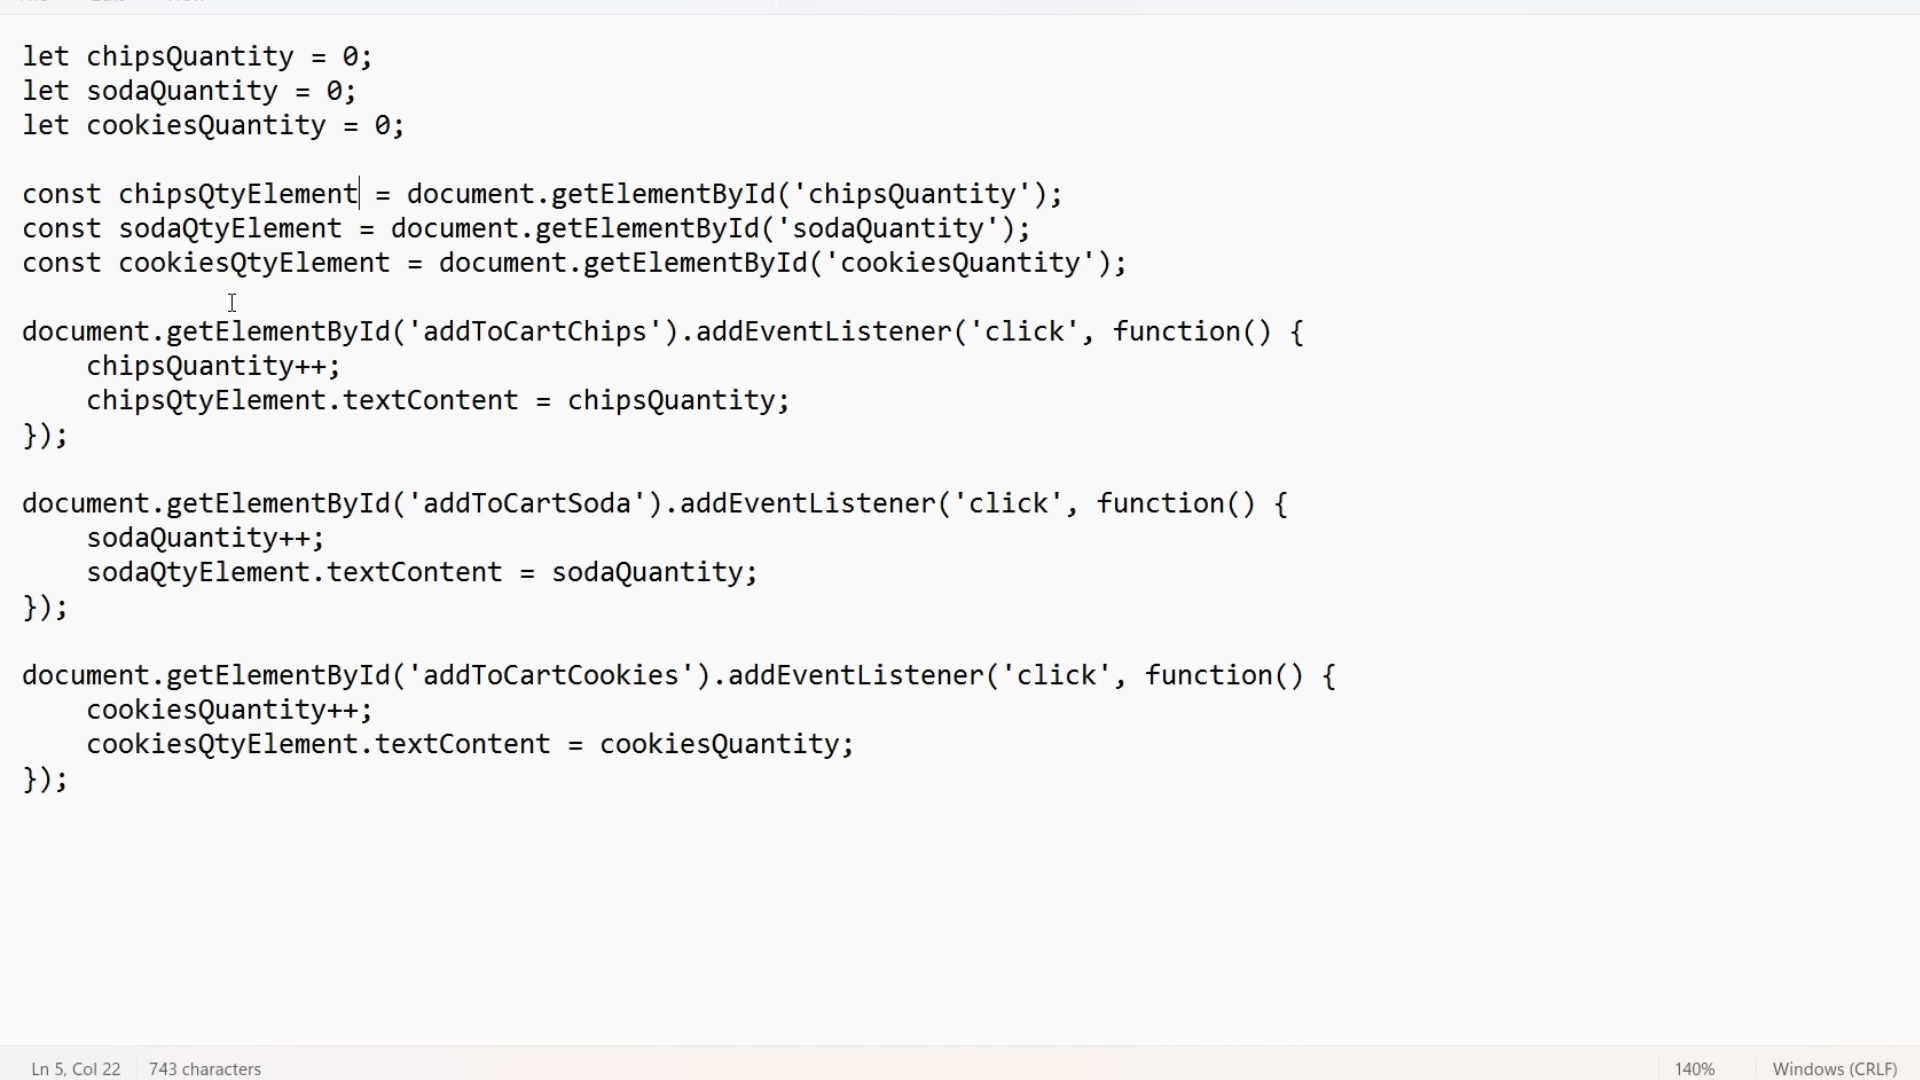 let chipsQuantity = 0;
let sodaQuantity = 0;
let cookiesQuantity = 0;
const chipsQtyElement = document.getElementById('chipsQuantity');
const sodaQtyElement = document.getElementById('sodaQuantity');
const cookiesQtyElement = document.getElementById('cookiesQuantity');
document.getElementById('addToCartChips').addEventListener('click', function() {
    chipsQuantity++;
    chipsQtyElement.textContent = chipsQuantity;
});
document.getElementById('addToCartSoda').addEventListener('click', function() {
    sodaQuantity++;
    sodaQtyElement.textContent = sodaQuantity;
});
document.getElementById('addToCartCookies').addEventListener('click', function() {
    cookiesQuantity++;
    cookiesQtyElement.textContent = cookiesQuantity;
});
Ln 5, Col 22 743 characters 140% Windows (CRLF)